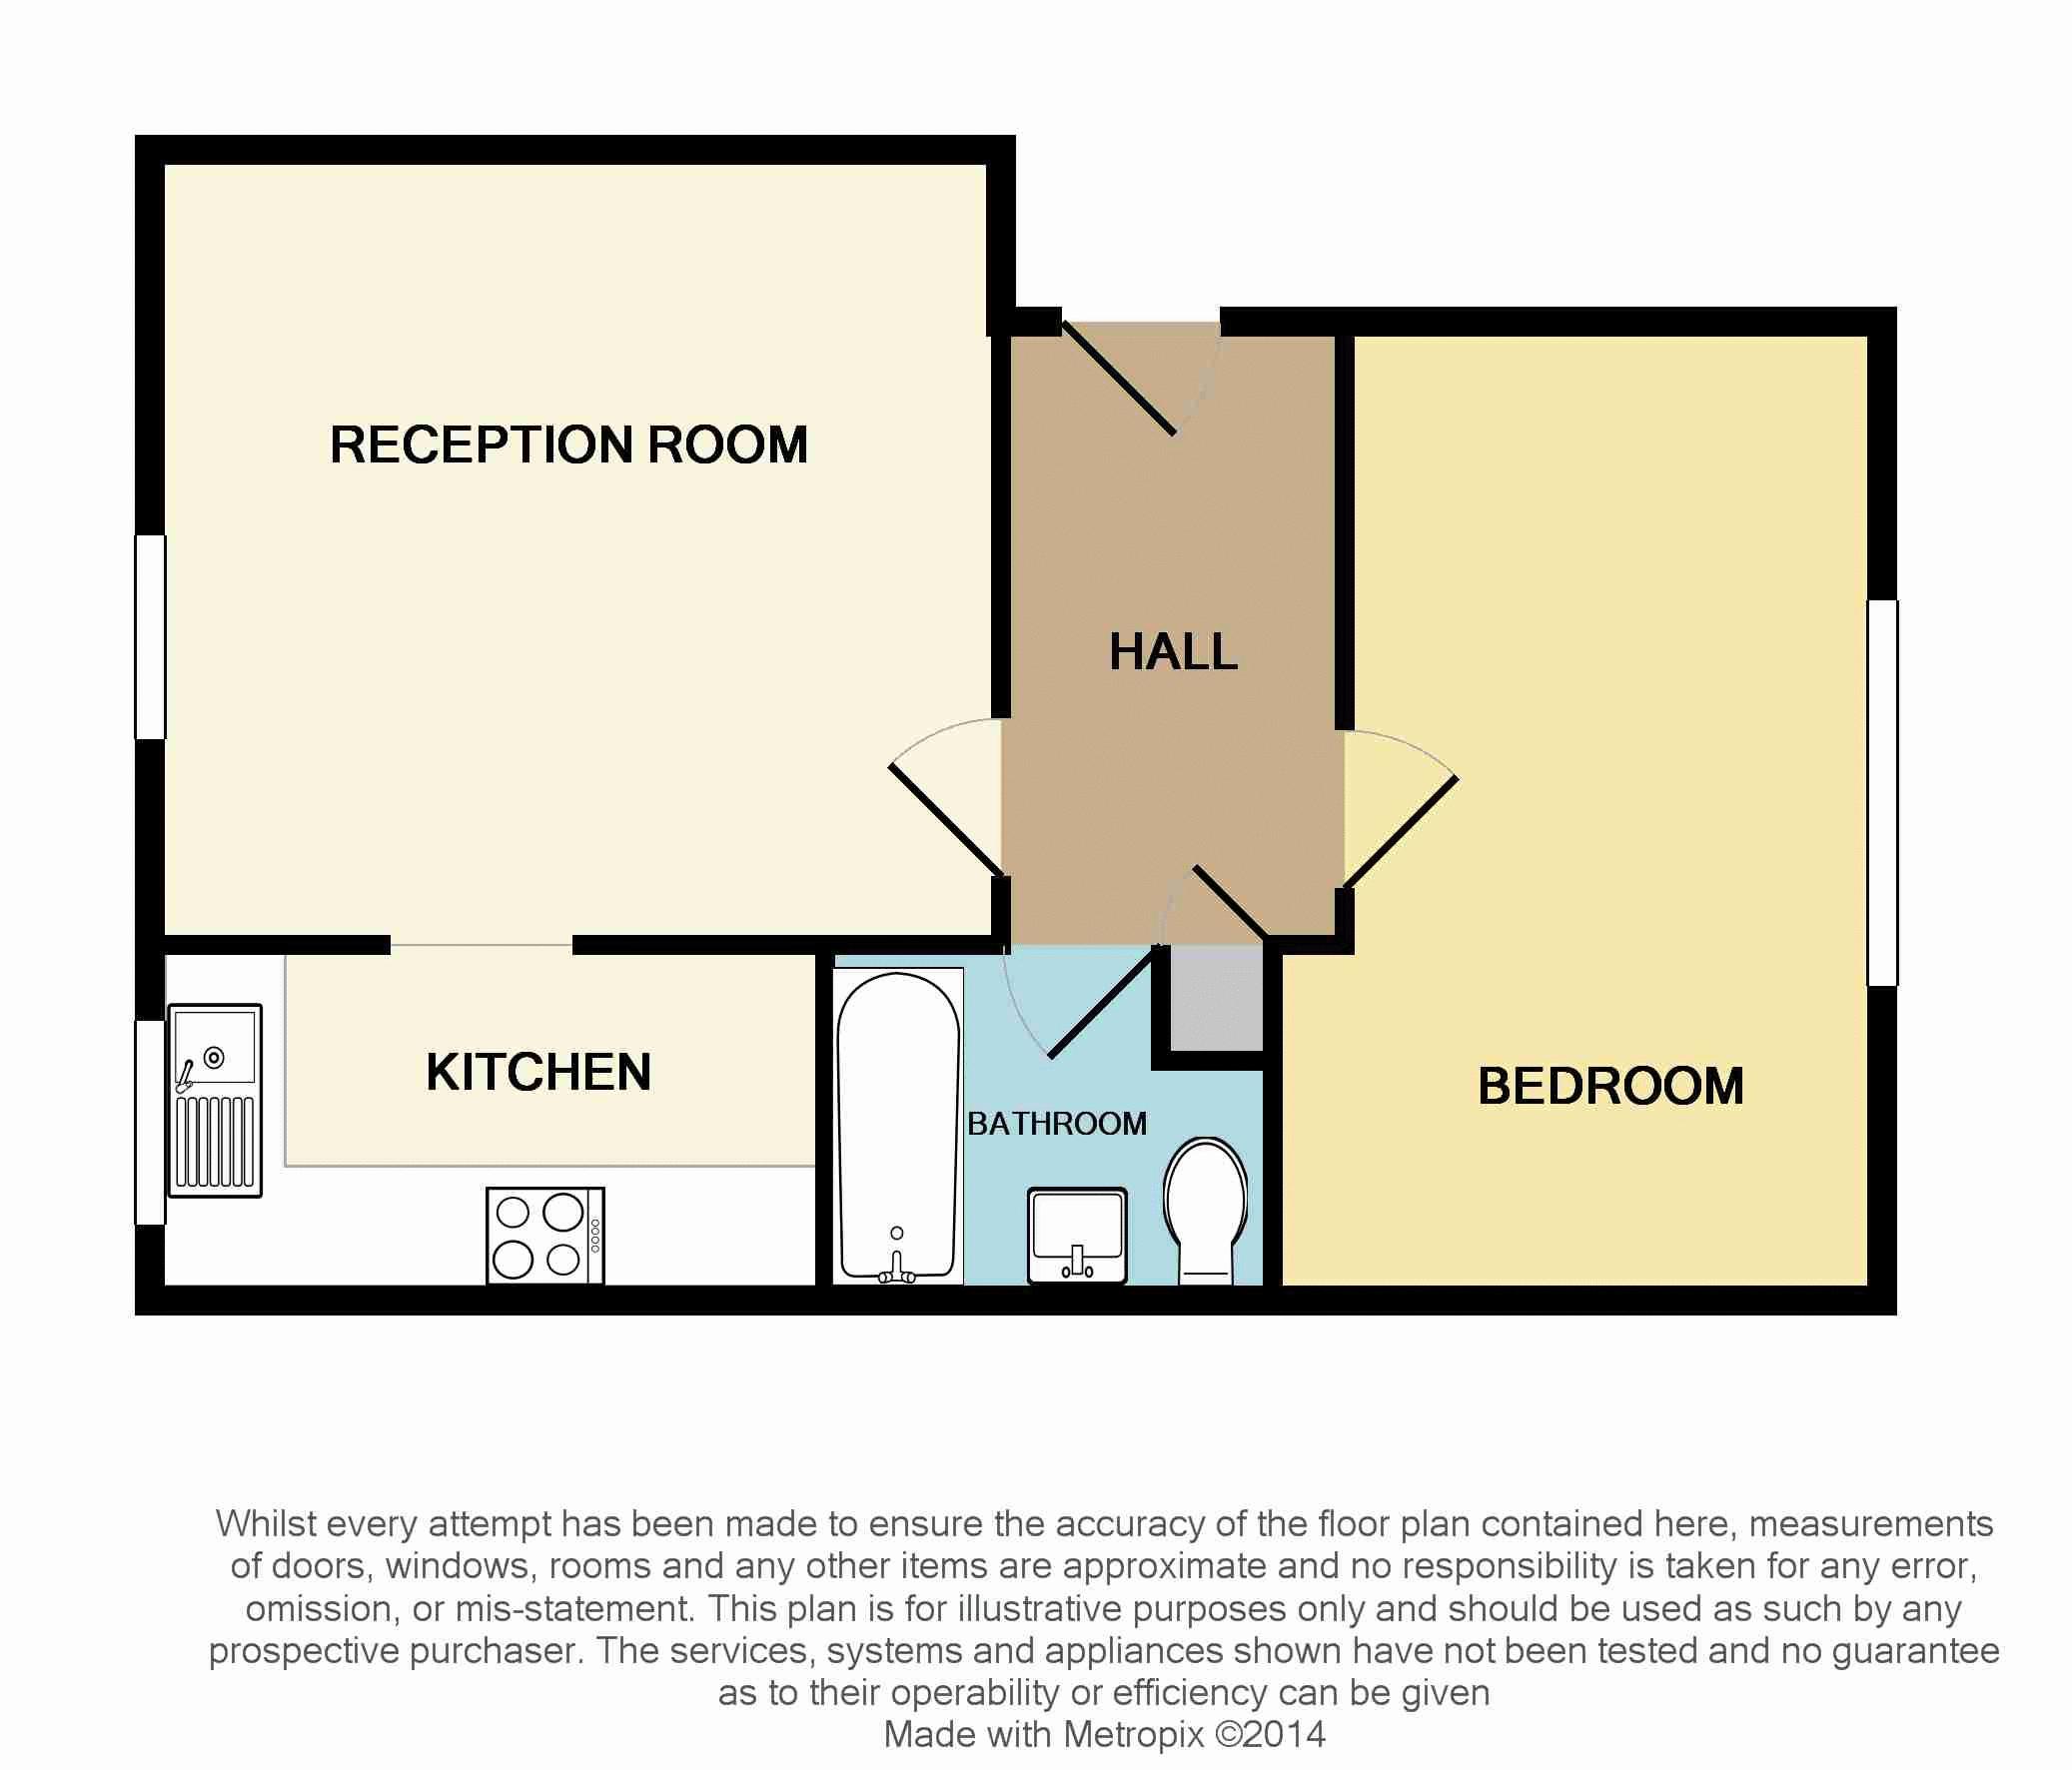 RECEPTION ROOM
HALL
KITCHEN
BEDROOM
BATHROOM
Whilst every attempt has been made to ensure the accuracy of the floor plan contained here, measurements
of doors, windows, rooms and any other items are approximate and no responsibility is taken for any error,
omission, or mis-statement. This plan is for illustrative purposes only and should be used as such by any
prospective purchaser. The services, systems and appliances shown have not been tested and no guarantee
as to their operability or efficiency can be given
Made with Metropix ©2014